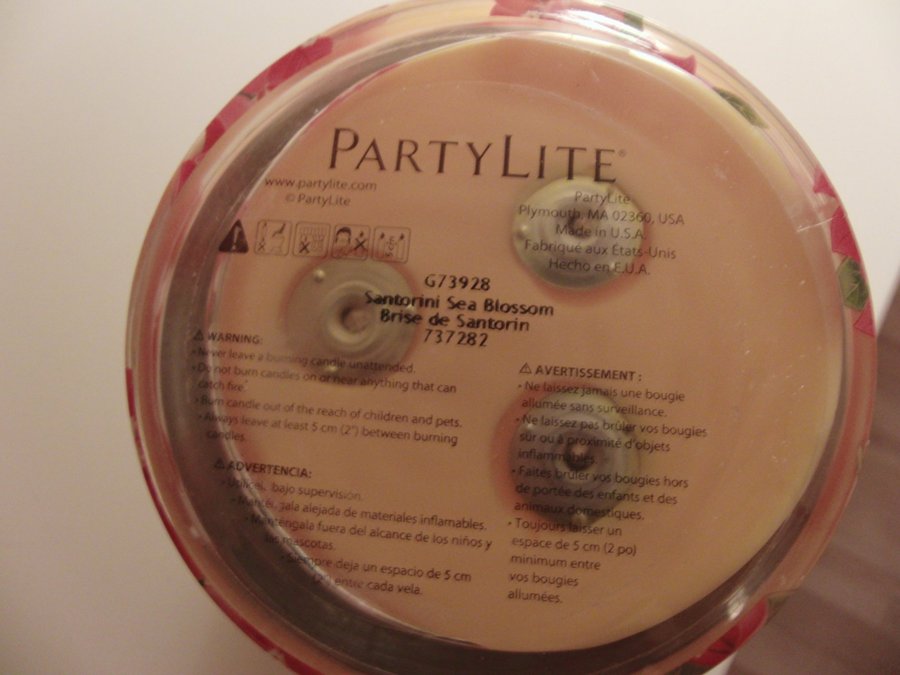 PARTYLITE®
www.partylite.com
© PartyLite
PartyLite
Plymouth, MA 02360, USA
Made in U.S.A.
Fabriqué aux États-Unis
Hecho en E.U.A.
G73928
Santorini Sea Blossom
Brise de Santorin
737282
⚠ WARNING:
• Never leave a burning candle unattended.
• Do not burn candles on or near anything that can
catch fire.
• Burn candle out of the reach of children and pets.
• Always leave at least 5 cm (2") between burning
candles.
⚠ ADVERTENCIA:
bajo supervisión.
• Manténgala alejada de materiales inflamables.
• Manténgala fuera del alcance de los niños y
las mascotas.
• Siempre deja un espacio de 5 cm
(2") entre cada vela.
⚠ AVERTISSEMENT :
• Ne laissez jamais une bougie
allumée sans surveillance.
• Ne laissez pas brûler vos bougies
sur ou à proximité d'objets
inflammables.
• Faites brûler vos bougies hors
de portée des enfants et des
animaux domestiques.
• Toujours laisser un
espace de 5 cm (2 po)
minimum entre
vos bougies
allumées.